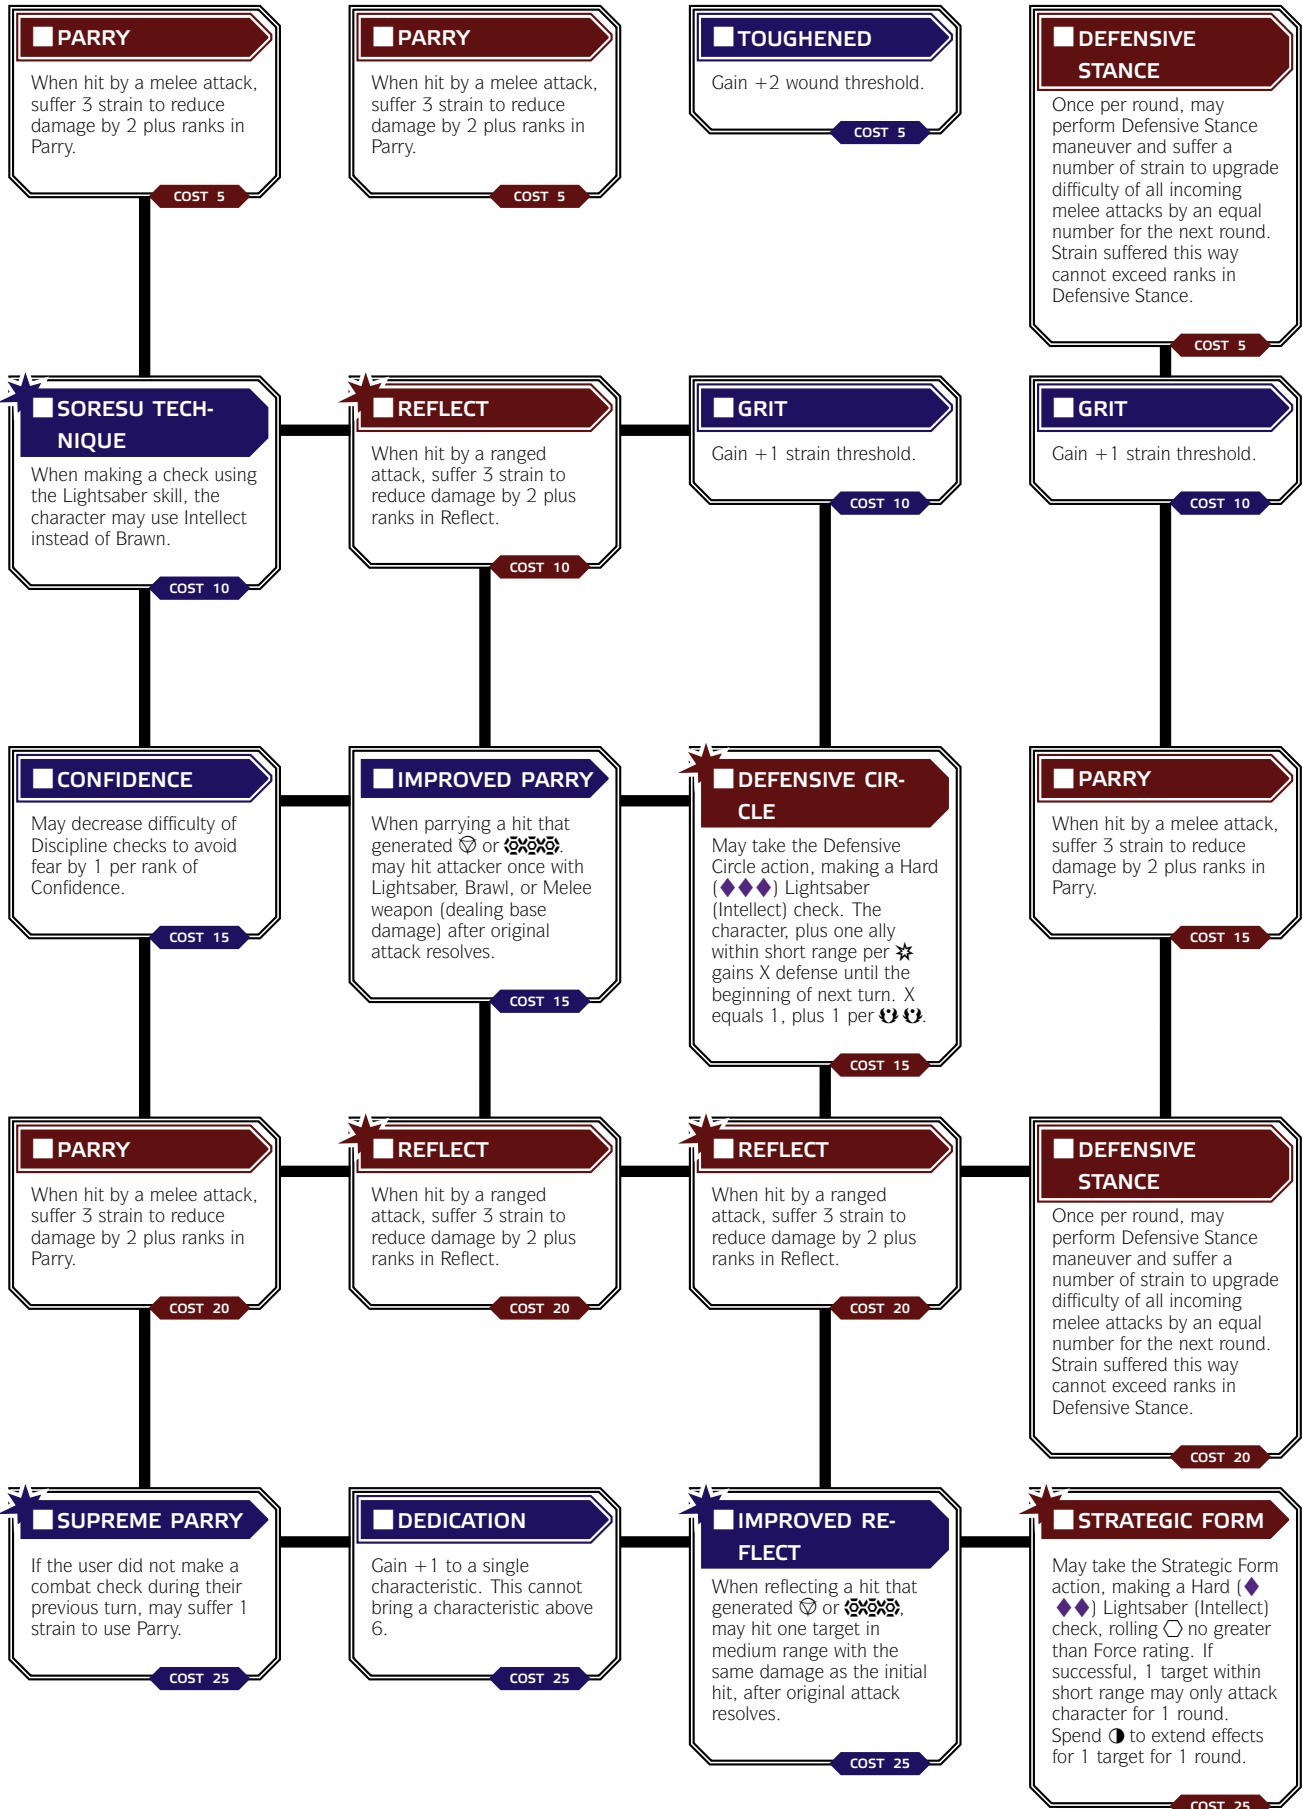 PARRY
When hit by a melee attack,
suffer 3 strain to reduce
damage by 2 plus ranks in
Parry.
COST 5
PARRY
When hit by a melee attack,
suffer 3 strain to reduce
damage by 2 plus ranks in
Parry.
COST 5
TOUGHENED
Gain +2 wound threshold.
COST 5
DEFENSIVE
STANCE
Once per round, may
perform Defensive Stance
maneuver and suffer a
number of strain to upgrade
difficulty of all incoming
melee attacks by an equal
number for the next round.
Strain suffered this way
cannot exceed ranks in
Defensive Stance.
COST 5
SORESU TECH-
NIQUE
When making a check using
the Lightsaber skill, the
character may use Intellect
instead of Brawn.
COST 10
REFLECT
When hit by a ranged
attack, suffer 3 strain to
reduce damage by 2 plus
ranks in Reflect.
COST 10
GRIT
Gain +1 strain threshold.
COST 10
GRIT
Gain +1 strain threshold.
COST 10
CONFIDENCE
May decrease difficulty of
Discipline checks to avoid
fear by 1 per rank of
Confidence.
COST 15
IMPROVED PARRY
When parrying a hit that
generated or .
may hit attacker once with
Lightsaber, Brawl, or Melee
weapon (dealing base
damage) after original
attack resolves.
COST 15
DEFENSIVE CIR-
CLE
May take the Defensive
Circle action, making a Hard
(♦♦♦) Lightsaber
(Intellect) check. The
character, plus one ally
within short range per
gains X defense until the
beginning of next turn. X
equals 1, plus 1 per .
COST 15
PARRY
When hit by a melee attack,
suffer 3 strain to reduce
damage by 2 plus ranks in
Parry.
COST 15
PARRY
When hit by a melee attack,
suffer 3 strain to reduce
damage by 2 plus ranks in
Parry.
COST 20
REFLECT
When hit by a ranged
attack, suffer 3 strain to
reduce damage by 2 plus
ranks in Reflect.
COST 20
REFLECT
When hit by a ranged
attack, suffer 3 strain to
reduce damage by 2 plus
ranks in Reflect.
COST 20
DEFENSIVE
STANCE
Once per round, may
perform Defensive Stance
maneuver and suffer a
number of strain to upgrade
difficulty of all incoming
melee attacks by an equal
number for the next round.
Strain suffered this way
cannot exceed ranks in
Defensive Stance.
COST 20
SUPREME PARRY
If the user did not make a
combat check during their
previous turn, may suffer 1
strain to use Parry.
COST 25
DEDICATION
Gain +1 to a single
characteristic. This cannot
bring a characteristic above
6.
COST 25
IMPROVED RE-
FLECT
When reflecting a hit that
generated or ,
may hit one target in
medium range with the
same damage as the initial
hit, after original attack
resolves.
COST 25
STRATEGIC FORM
May take the Strategic Form
action, making a Hard (♦
♦♦) Lightsaber (Intellect)
check, rolling no greater
than Force rating. If
successful, 1 target within
short range may only attack
character for 1 round.
Spend to extend effects
for 1 target for 1 round.
COST 25